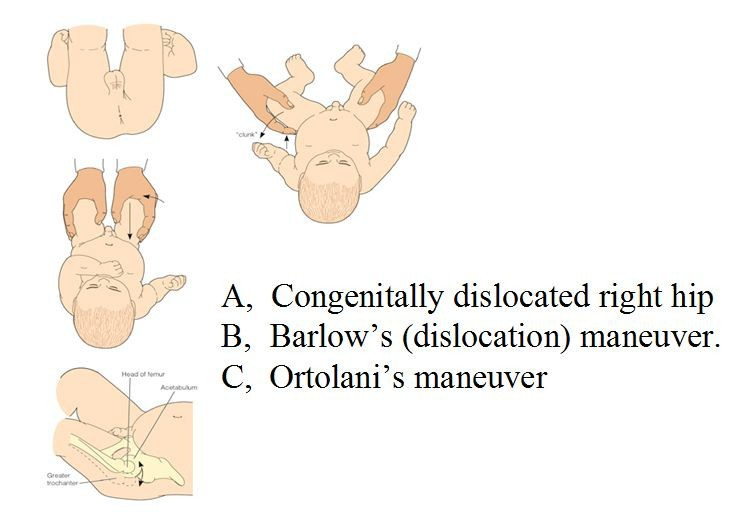 "clunk"
A, Congenitally dislocated right hip
B, Barlow’s (dislocation) maneuver.
C, Ortolani’s maneuver
Head of femur
Acetabulum
Greater
trochanter